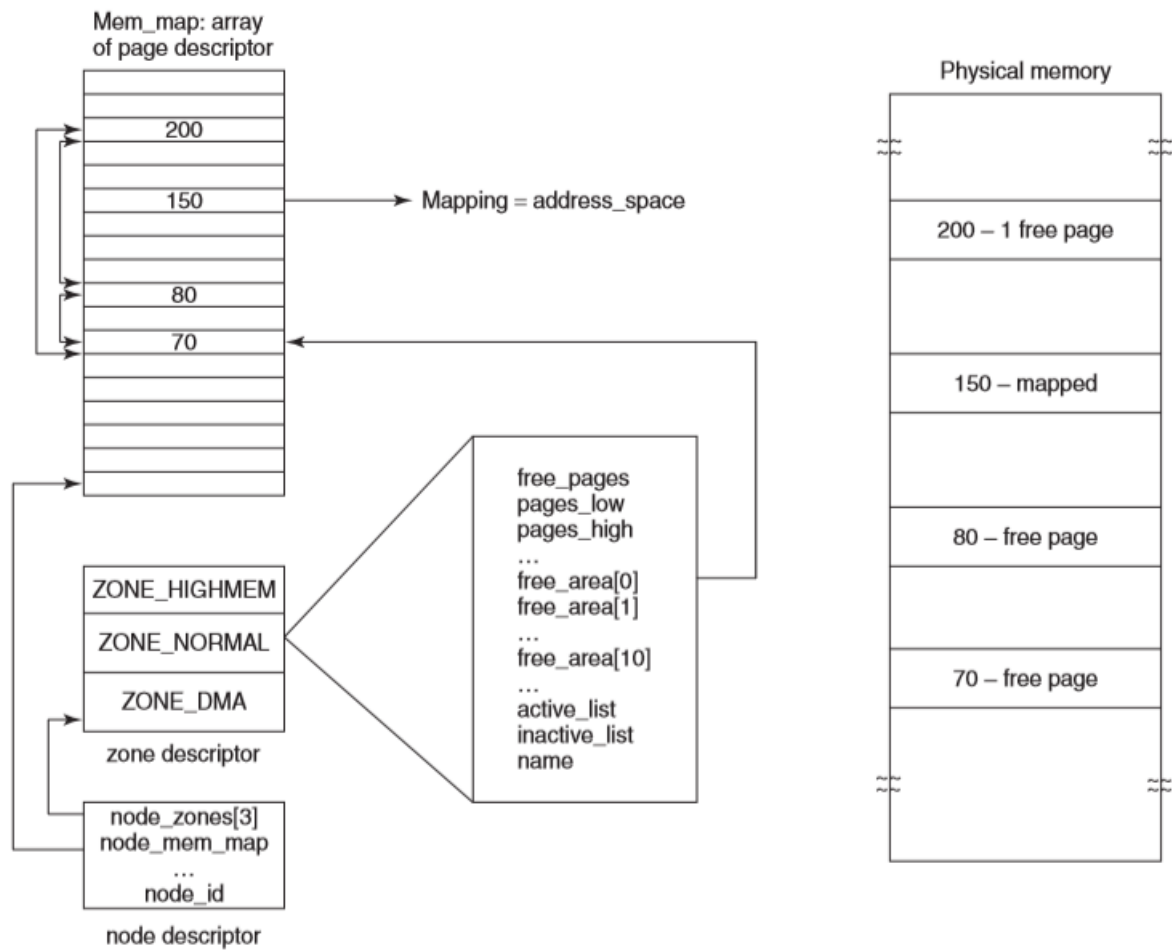 Mem_map: array
of page descriptor
200
150
80
70
Mapping = address_space
free_pages
pages_low
pages_high
...
free_area[0]
free_area[1]
...
free_area[10]
...
active_list
inactive_list
name
ZONE_HIGHMEM
ZONE_NORMAL
ZONE_DMA
zone descriptor
node_zones[3]
node_mem_map
...
node_id
node descriptor
Physical memory
200 – 1 free page
150 – mapped
80 – free page
70 – free page